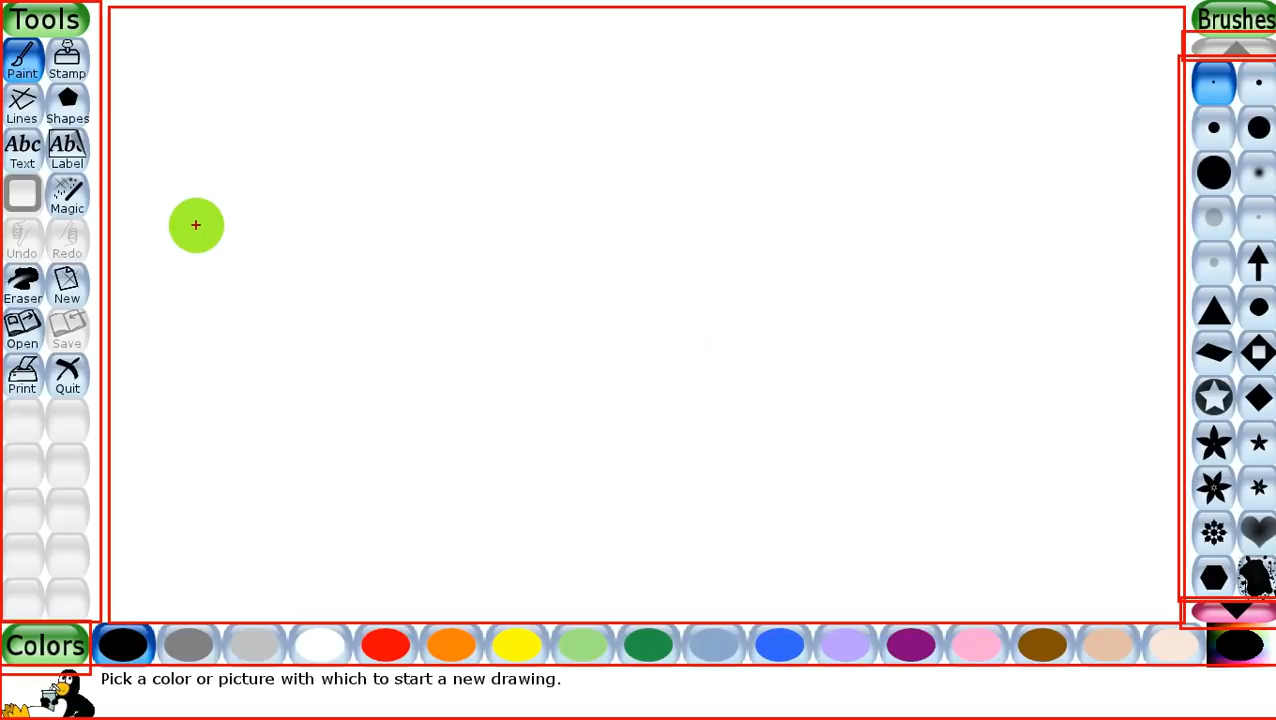 Tools
Brushes
Paint Stamp
Lines Shapes
Abc Abc
Text Label
Magic
Undo Redo
Eraser New
Open Save
Print Quit
Colors
Pick a color or picture with which to start a new drawing.